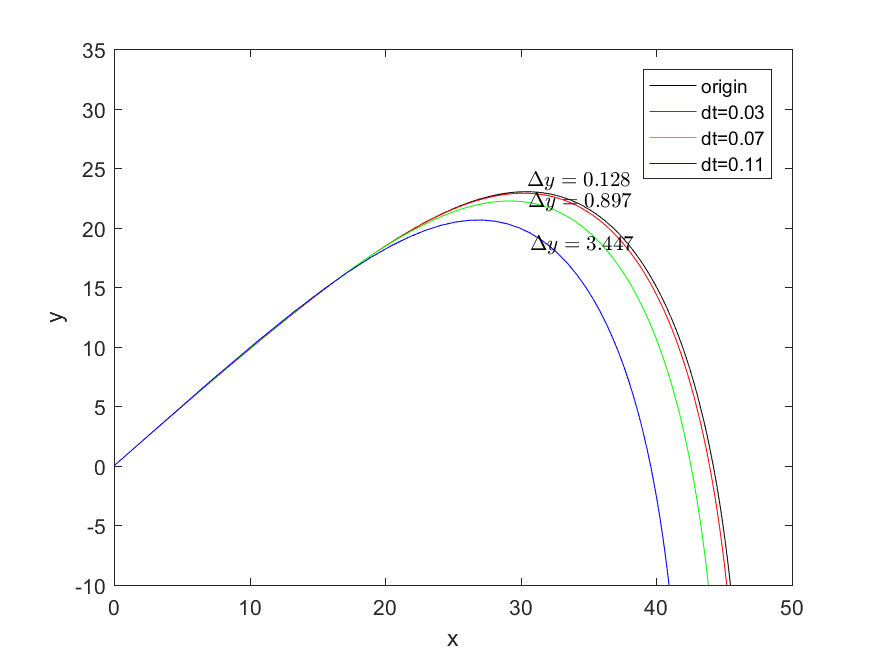 35
30
25
20
15
10
5
0
-5
-10
y
origin
dt=0.03
dt=0.07
dt=0.11
Δy = 0.128
Δy = 0.897
Δy = 3.447
0 10 20 30 40 50
x